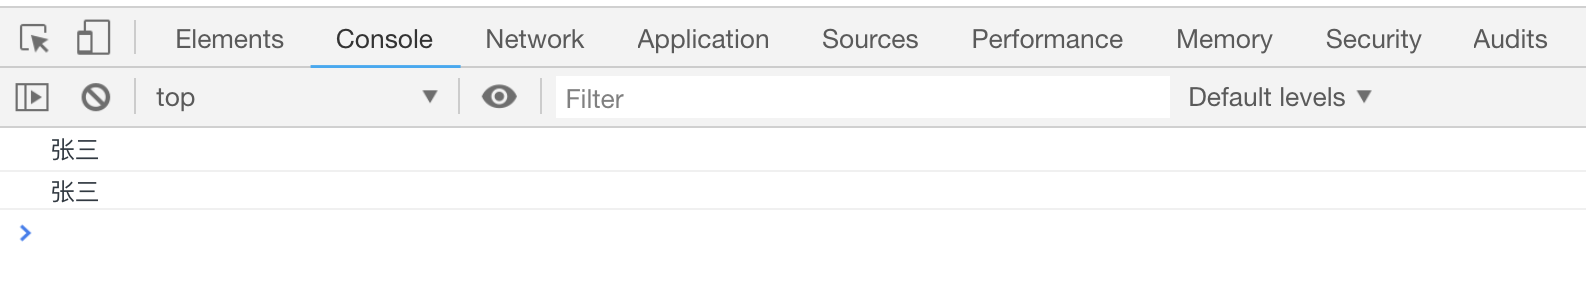 Elements Console Network Application Sources Performance Memory Security Audits
top Filter Default levels
张三
张三